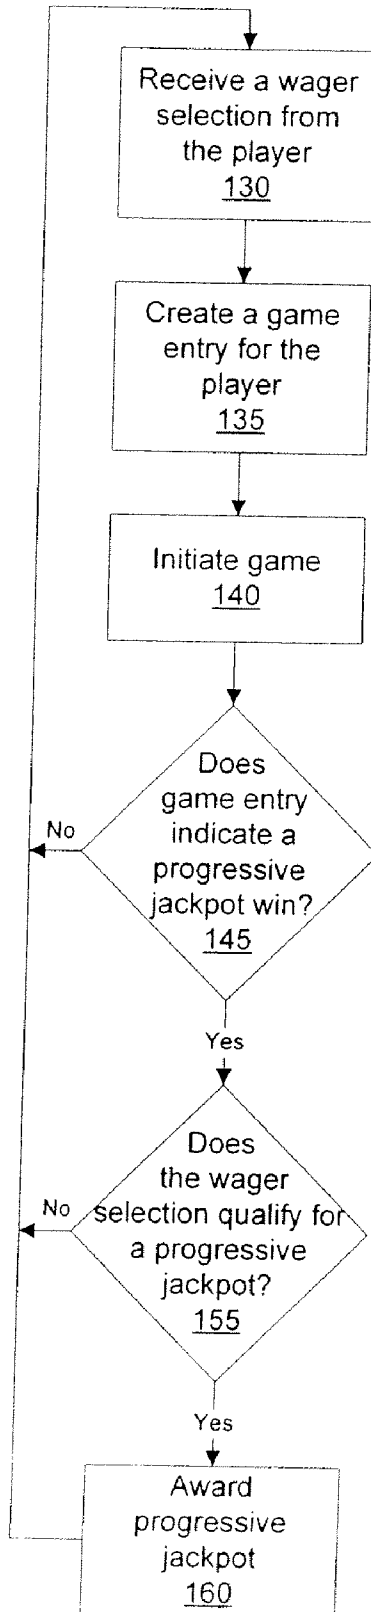 Receive a wager
selection from
the player
130
Create a game
entry for the
player
135
Initiate game
140
Does
game entry
indicate a
progressive
jackpot win?
145
No
Yes
Does
the wager
selection qualify for
a progressive
jackpot?
155
No
Yes
Award
progressive
jackpot
160